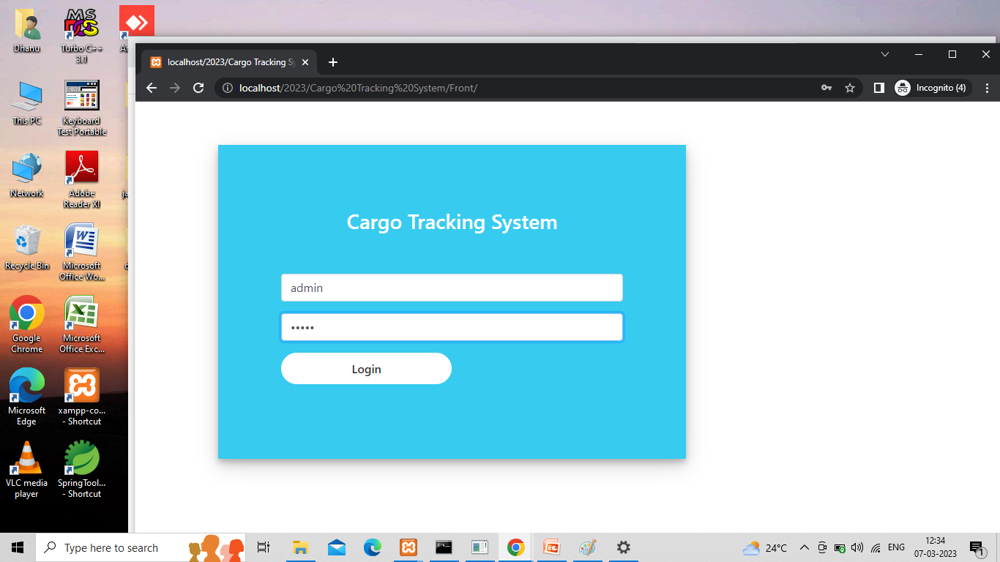 Dhanu
Turbo C++
3.1
This PC
Keyboard
Test Portable
Network
Adobe
Reader XI
Recycle Bin
Microsoft
Office Wo...
Google
Chrome
Microsoft
Office Exc...
Microsoft
Edge
xampp-co...
- Shortcut
VLC media
player
SpringTool...
- Shortcut
localhost/2023/Cargo Tracking Sy
localhost/2023/Cargo%20Tracking%20System/Front/
Incognito (4)
Cargo Tracking System
admin
•••••
Login
Type here to search
24°C
ENG
12:34
07-03-2023
1